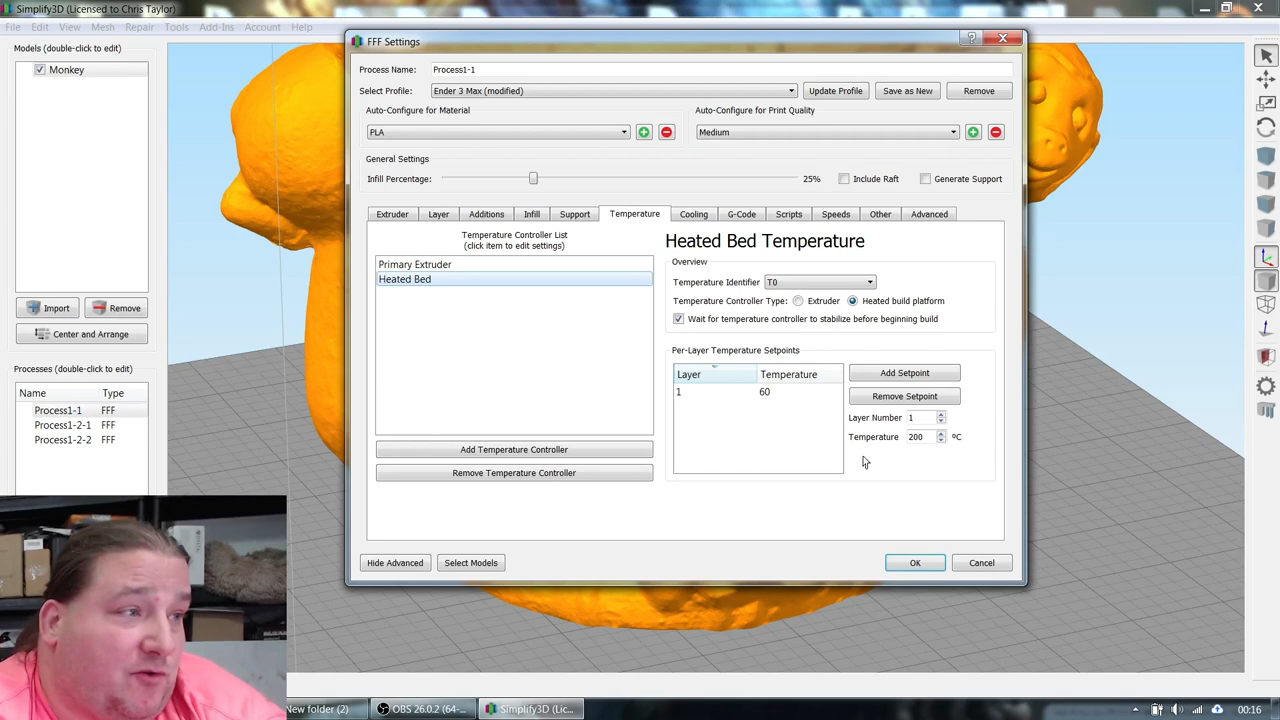 Simplify3D (Licensed to Chris Taylor)
File Edit View Mesh Repair Tools Add-Ins Account Help
Models (double-click to edit)
Monkey
Import Remove
Center and Arrange
Processes (double-click to edit)
Name Type
Process1-1 FFF
Process1-2-1 FFF
Process1-2-2 FFF
FFF Settings
Process Name: Process1-1
Select Profile: Ender 3 Max (modified) Update Profile Save as New Remove
Auto-Configure for Material Auto-Configure for Print Quality
PLA Medium
General Settings
Infill Percentage: 25% Include Raft Generate Support
Extruder Layer Additions Infill Support Temperature Cooling G-Code Scripts Speeds Other Advanced
Temperature Controller List
(click item to edit settings)
Primary Extruder
Heated Bed
Add Temperature Controller
Remove Temperature Controller
Heated Bed Temperature
Overview
Temperature Identifier T0
Temperature Controller Type: Extruder Heated build platform
Wait for temperature controller to stabilize before beginning build
Per-Layer Temperature Setpoints
Layer Temperature
1 60
Add Setpoint
Remove Setpoint
Layer Number 1
Temperature 200 ºC
Hide Advanced Select Models OK Cancel
New folder (2) OBS 26.0.2 (64-... Simplify3D (Lic... 00:16